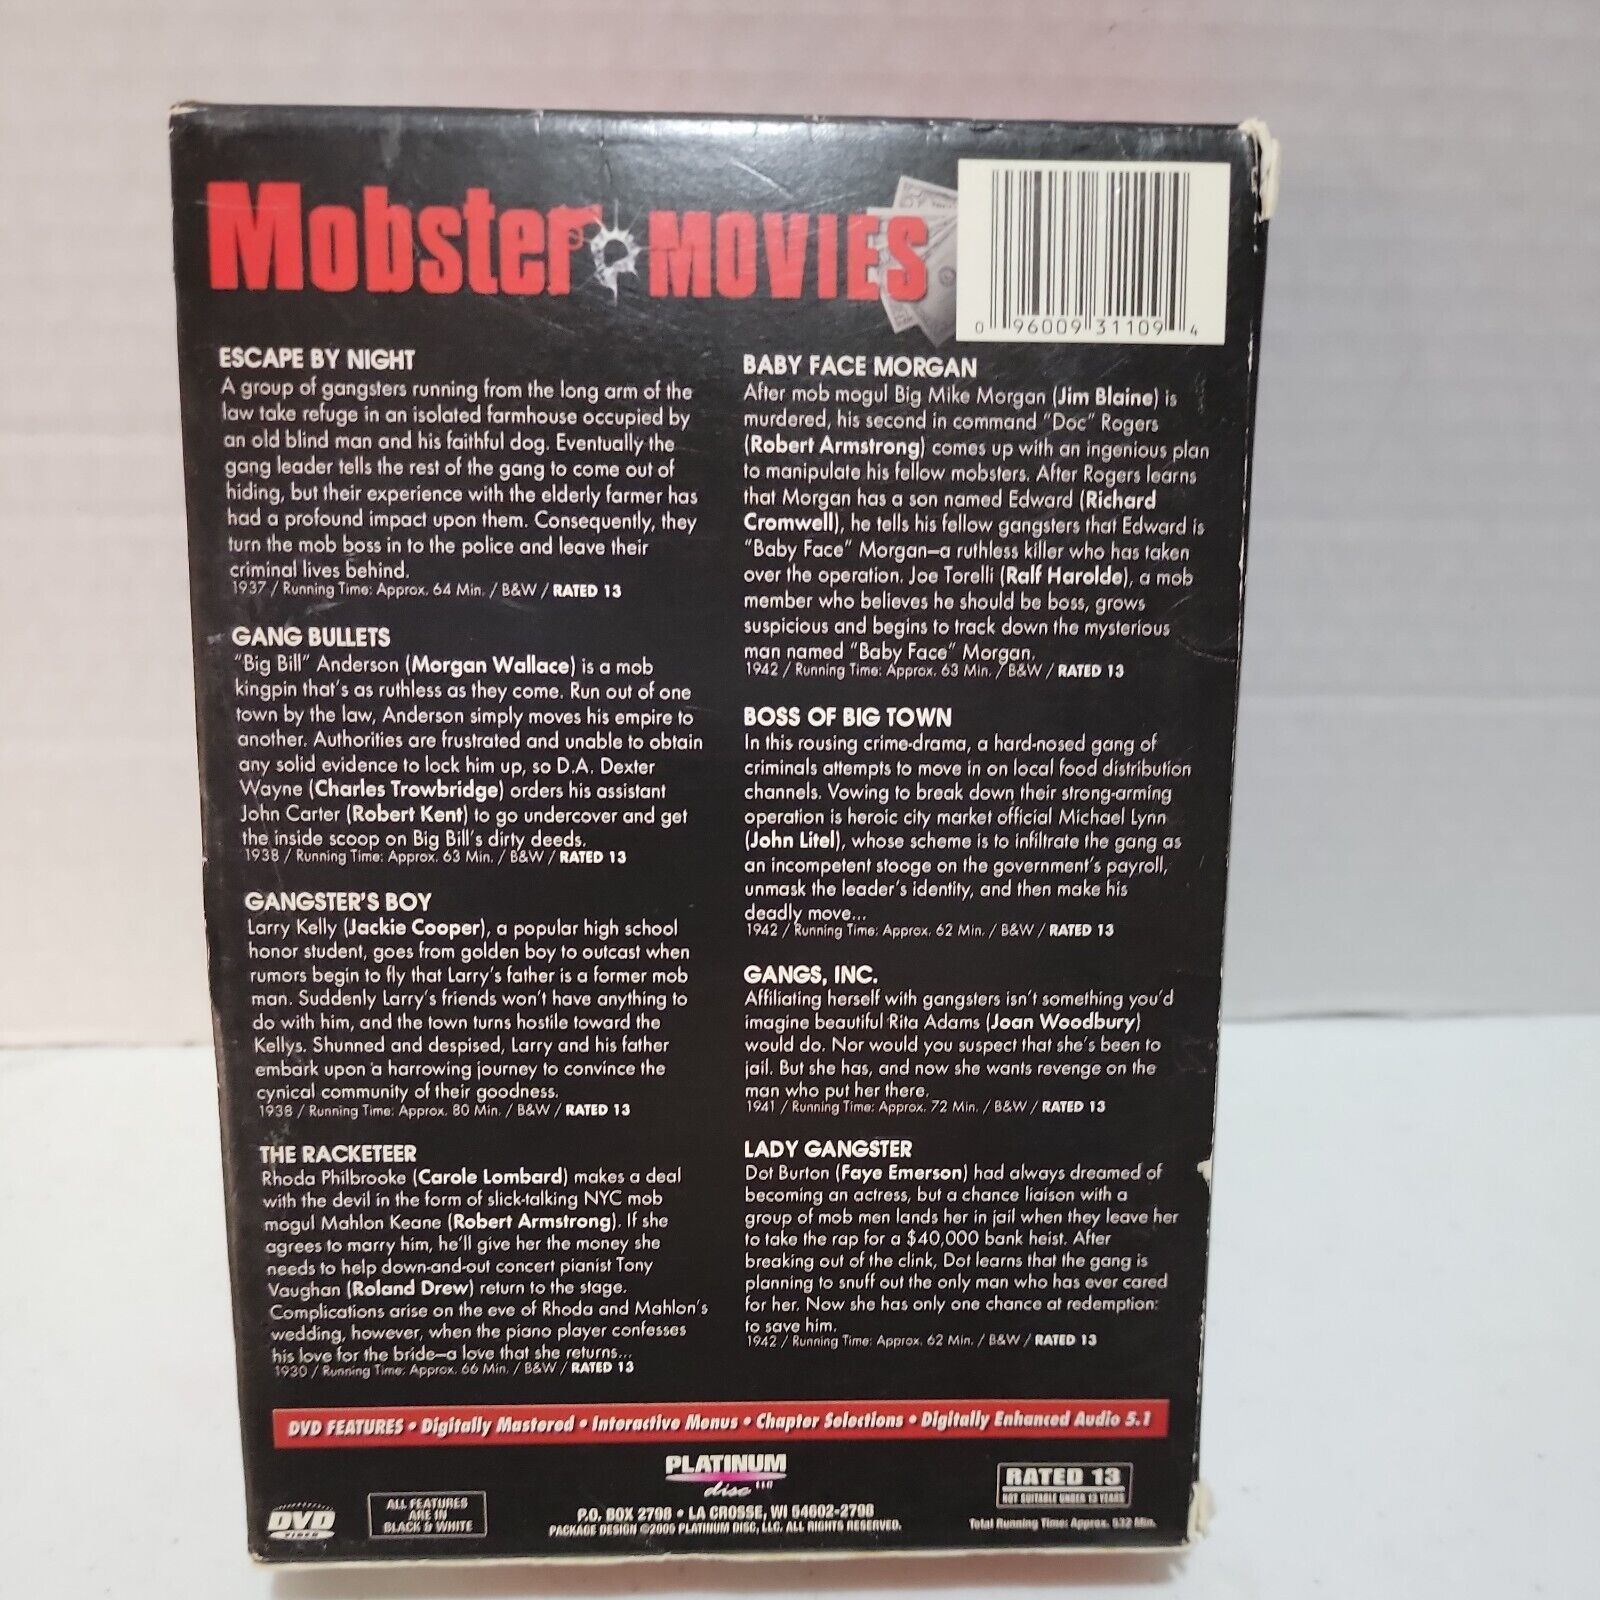 Mobster MOVIES
0 96009 31109 4
ESCAPE BY NIGHT
A group of gangsters running from the long arm of the
law take refuge in an isolated farmhouse occupied by
an old blind man and his faithful dog. Eventually the
gang leader tells the rest of the gang to come out of
hiding, but their experience with the elderly farmer has
had a profound impact upon them. Consequently, they
turn the mob boss in to the police and leave their
criminal lives behind.
1937 / Running Time: Approx. 64 Min. / B&W / RATED 13
GANG BULLETS
"Big Bill" Anderson (Morgan Wallace) is a mob
kingpin that's as ruthless as they come. Run out of one
town by the law, Anderson simply moves his empire to
another. Authorities are frustrated and unable to obtain
any solid evidence to lock him up, so D.A. Dexter
Wayne (Charles Trowbridge) orders his assistant
John Carter (Robert Kent) to go undercover and get
the inside scoop on Big Bill's dirty deeds.
1938 / Running Time: Approx. 63 Min. / B&W / RATED 13
GANGSTER'S BOY
Larry Kelly (Jackie Cooper), a popular high school
honor student, goes from golden boy to outcast when
rumors begin to fly that Larry's father is a former mob
man. Suddenly Larry's friends won't have anything to
do with him, and the town turns hostile toward the
Kellys. Shunned and despised, Larry and his father
embark upon a harrowing journey to convince the
cynical community of their goodness.
1938 / Running Time: Approx. 80 Min. / B&W / RATED 13
THE RACKETEER
Rhoda Philbrooke (Carole Lombard) makes a deal
with the devil in the form of slick-talking NYC mob
mogul Mahlon Keane (Robert Armstrong). If she
agrees to marry him, he'll give her the money she
needs to help down-and-out concert pianist Tony
Vaughan (Roland Drew) return to the stage.
Complications arise on the eve of Rhoda and Mahlon's
wedding, however, when the piano player confesses
his love for the bride—a love that she returns...
1930 / Running Time: Approx. 66 Min. / B&W / RATED 13
BABY FACE MORGAN
After mob mogul Big Mike Morgan (Jim Blaine) is
murdered, his second in command "Doc" Rogers
(Robert Armstrong) comes up with an ingenious plan
to manipulate his fellow mobsters. After Rogers learns
that Morgan has a son named Edward (Richard
Cromwell), he tells his fellow gangsters that Edward is
"Baby Face" Morgan—a ruthless killer who has taken
over the operation. Joe Torelli (Ralf Harolde), a mob
member who believes he should be boss, grows
suspicious and begins to track down the mysterious
man named "Baby Face" Morgan.
1942 / Running Time: Approx. 63 Min. / B&W / RATED 13
BOSS OF BIG TOWN
In this rousing crime-drama, a hard-nosed gang of
criminals attempts to move in on local food distribution
channels. Vowing to break down their strong-arming
operation is heroic city market official Michael Lynn
(John Litel), whose scheme is to infiltrate the gang as
an incompetent stooge on the government's payroll,
unmask the leader's identity, and then make his
deadly move...
1942 / Running Time: Approx. 62 Min. / B&W / RATED 13
GANGS, INC.
Affiliating herself with gangsters isn't something you'd
imagine beautiful Rita Adams (Joan Woodbury)
would do. Nor would you suspect that she's been to
jail. But she has, and now she wants revenge on the
man who put her there.
1941 / Running Time: Approx. 72 Min. / B&W / RATED 13
LADY GANGSTER
Dot Burton (Faye Emerson) had always dreamed of
becoming an actress, but a chance liaison with a
group of mob men lands her in jail when they leave her
to take the rap for a $40,000 bank heist. After
breaking out of the clink, Dot learns that the gang is
planning to snuff out the only man who has ever cared
for her. Now she has only one chance at redemption:
to save him.
1942 / Running Time: Approx. 62 Min. / B&W / RATED 13
DVD FEATURES • Digitally Mastered • Interactive Menus • Chapter Selections • Digitally Enhanced Audio 5.1
DVD
VIDEO
ALL FEATURES
ARE IN
BLACK & WHITE
PLATINUM
disc LLC
P.O. BOX 2798 • LA CROSSE, WI 54602-2798
PACKAGE DESIGN ©2005 PLATINUM DISC, LLC. ALL RIGHTS RESERVED.
RATED 13
NOT SUITABLE UNDER 13 YEARS
Total Running Time: Approx. 532 Min.